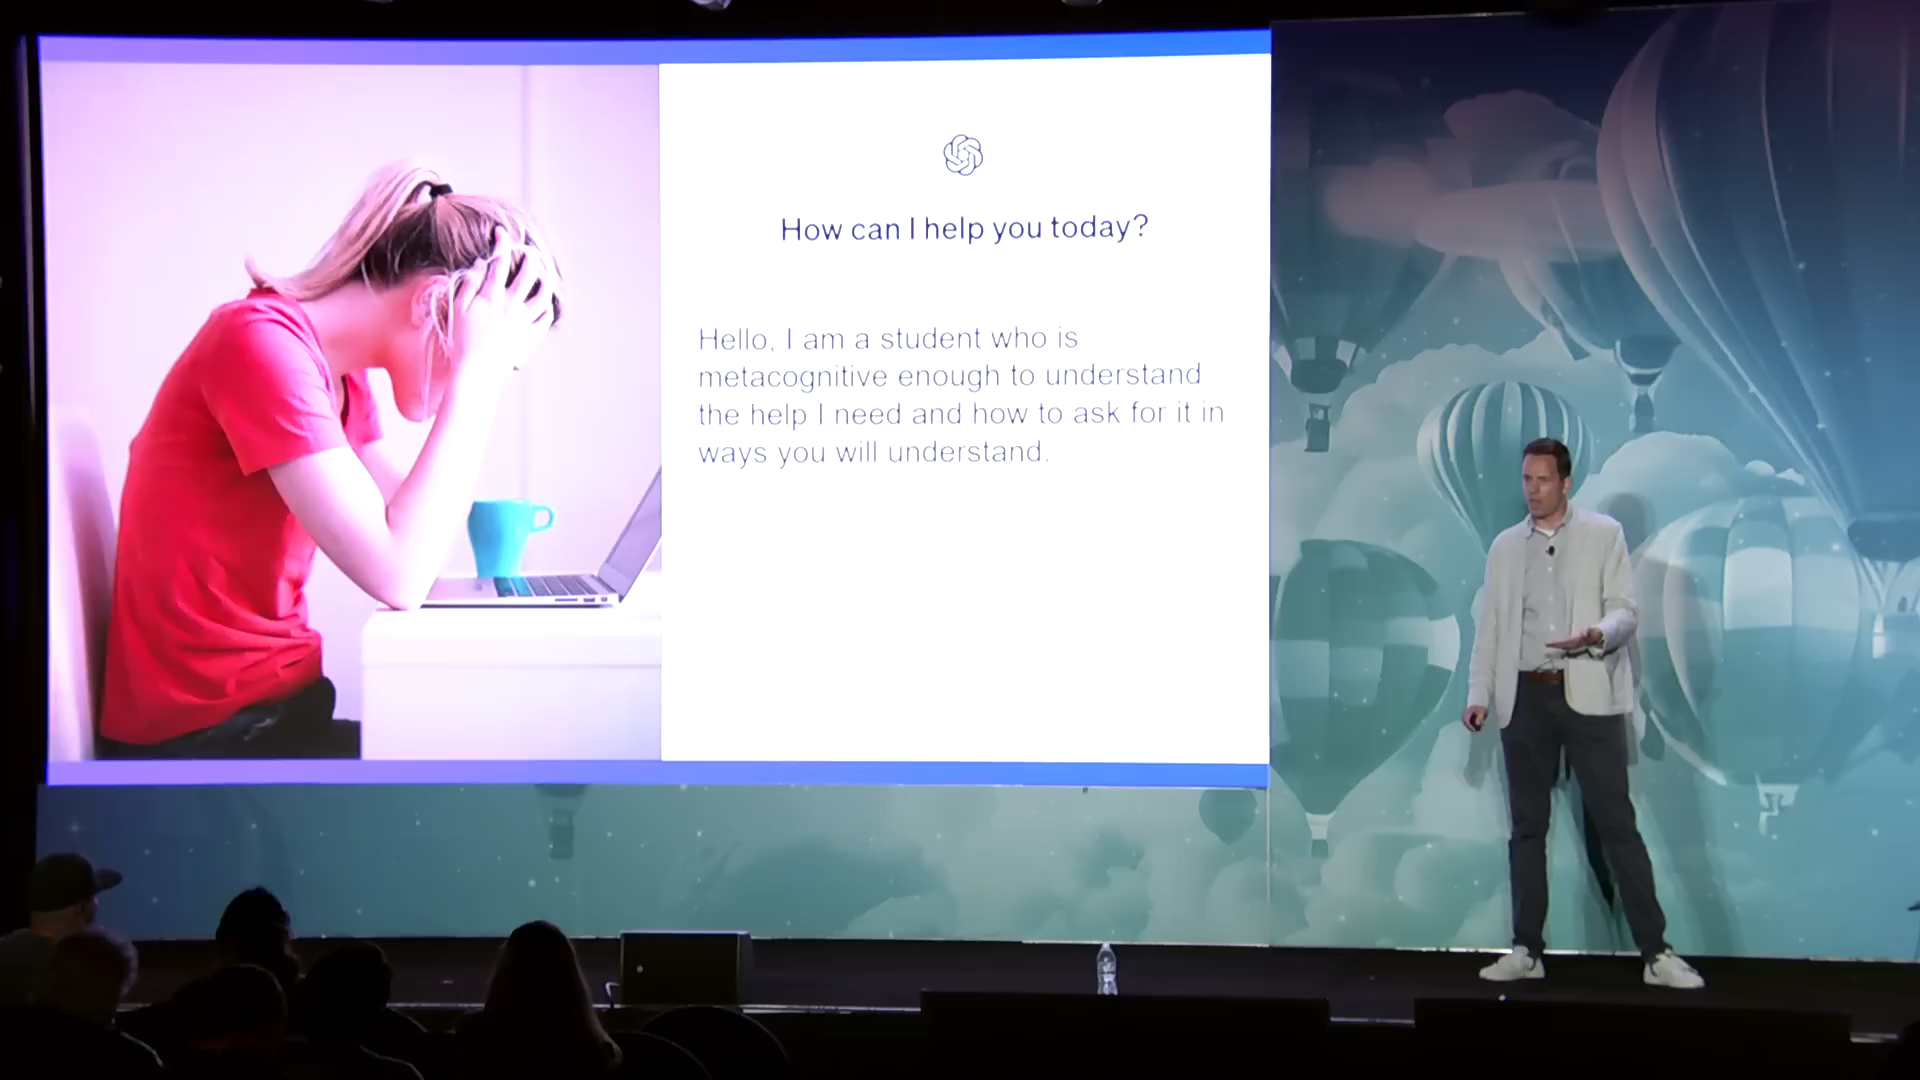 How can I help you today?
Hello, I am a student who is
metacognitive enough to understand
the help I need and how to ask for it in
ways you will understand.